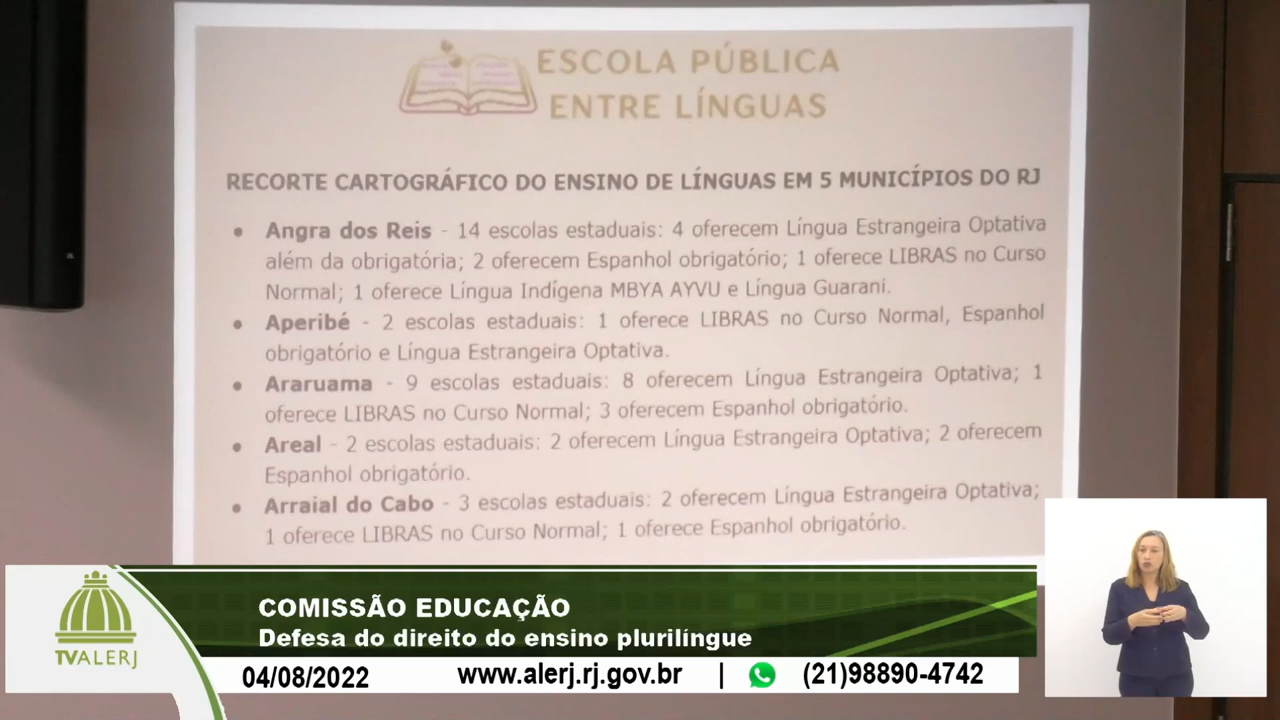 ESCOLA PÚBLICA
ENTRE LÍNGUAS
RECORTE CARTOGRÁFICO DO ENSINO DE LÍNGUAS EM 5 MUNICÍPIOS DO RJ
• Angra dos Reis - 14 escolas estaduais: 4 oferecem Língua Estrangeira Optativa
além da obrigatória; 2 oferecem Espanhol obrigatório; 1 oferece LIBRAS no Curso
Normal; 1 oferece Língua Indígena MBYA AYVU e Língua Guarani.
• Aperibé - 2 escolas estaduais: 1 oferece LIBRAS no Curso Normal, Espanhol
obrigatório e Língua Estrangeira Optativa.
• Araruama - 9 escolas estaduais: 8 oferecem Língua Estrangeira Optativa; 1
oferece LIBRAS no Curso Normal; 3 oferecem Espanhol obrigatório.
• Areal - 2 escolas estaduais: 2 oferecem Língua Estrangeira Optativa; 2 oferecem
Espanhol obrigatório.
• Arraial do Cabo - 3 escolas estaduais: 2 oferecem Língua Estrangeira Optativa;
1 oferece LIBRAS no Curso Normal; 1 oferece Espanhol obrigatório.
COMISSÃO EDUCAÇÃO
Defesa do direito do ensino plurilíngue
TVALERJ
04/08/2022 www.alerj.rj.gov.br | (21)98890-4742